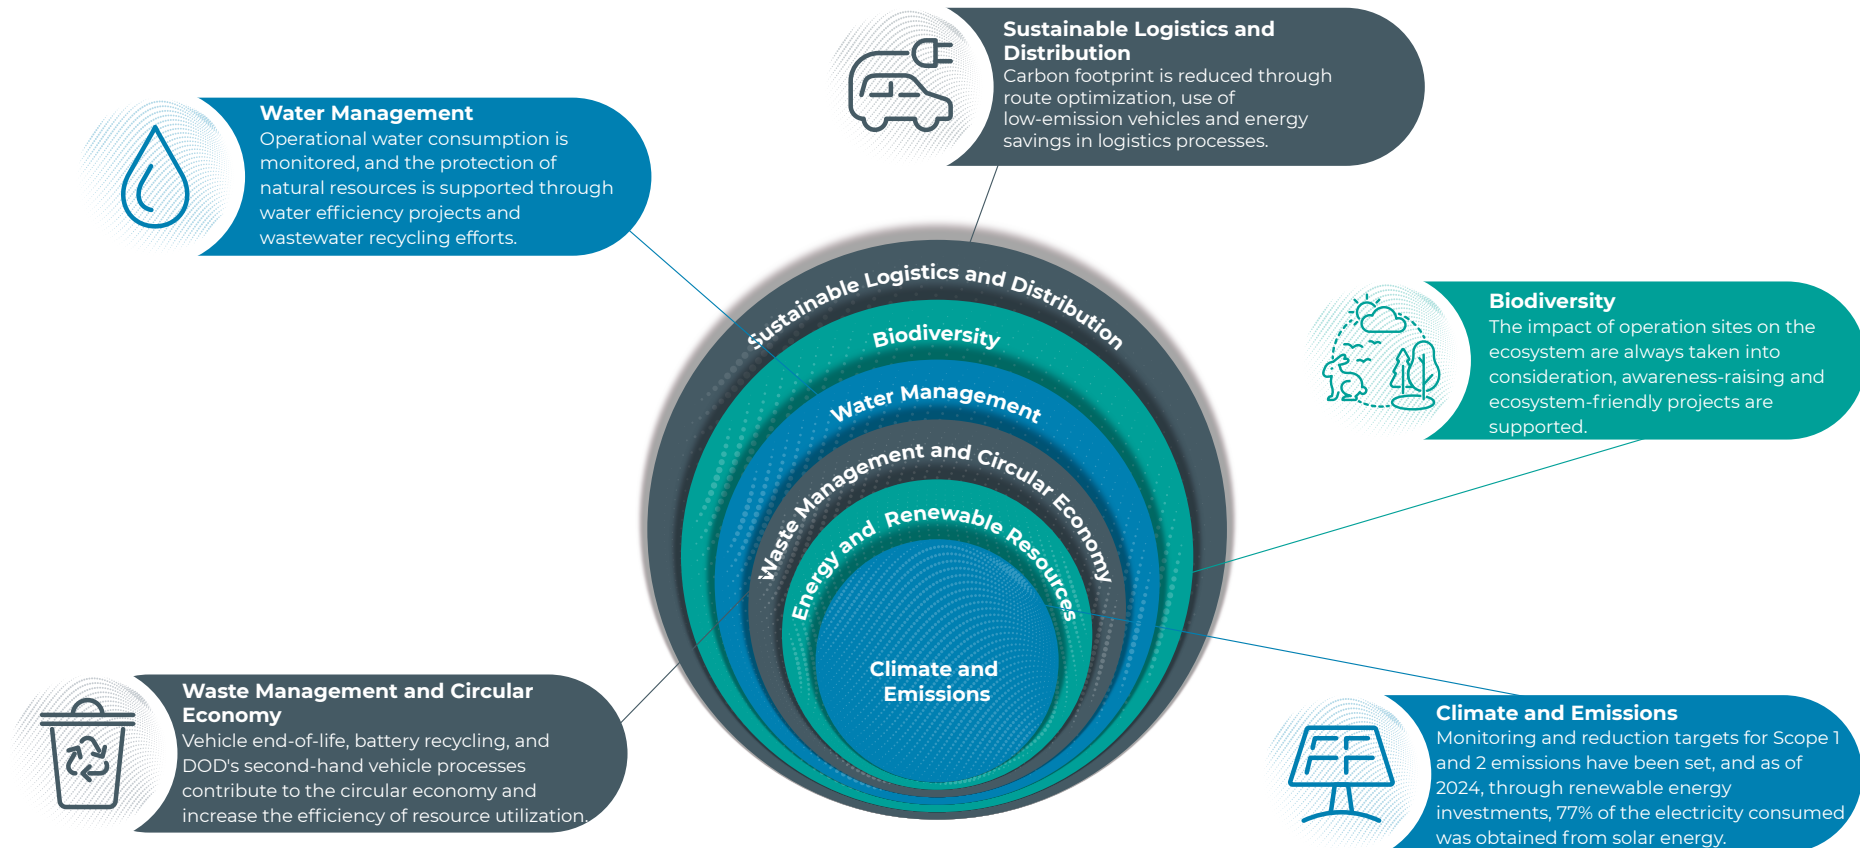 Sustainable Logistics and
Distribution
Carbon footprint is reduced through
route optimization, use of
low-emission vehicles and energy
savings in logistics processes.
Water Management
Operational water consumption is
monitored, and the protection of
natural resources is supported through
water efficiency projects and
wastewater recycling efforts.
Biodiversity
The impact of operation sites on the
ecosystem are always taken into
consideration, awareness-raising and
ecosystem-friendly projects are
supported.
Sustainable Logistics and Distribution
Biodiversity
Water Management
Waste Management and Circular Economy
Energy and Renewable Resources
Climate and
Emissions
Waste Management and Circular
Economy
Vehicle end-of-life, battery recycling, and
DOD's second-hand vehicle processes
contribute to the circular economy and
increase the efficiency of resource utilization.
Climate and Emissions
Monitoring and reduction targets for Scope 1
and 2 emissions have been set, and as of
2024, through renewable energy
investments, 77% of the electricity consumed
was obtained from solar energy.